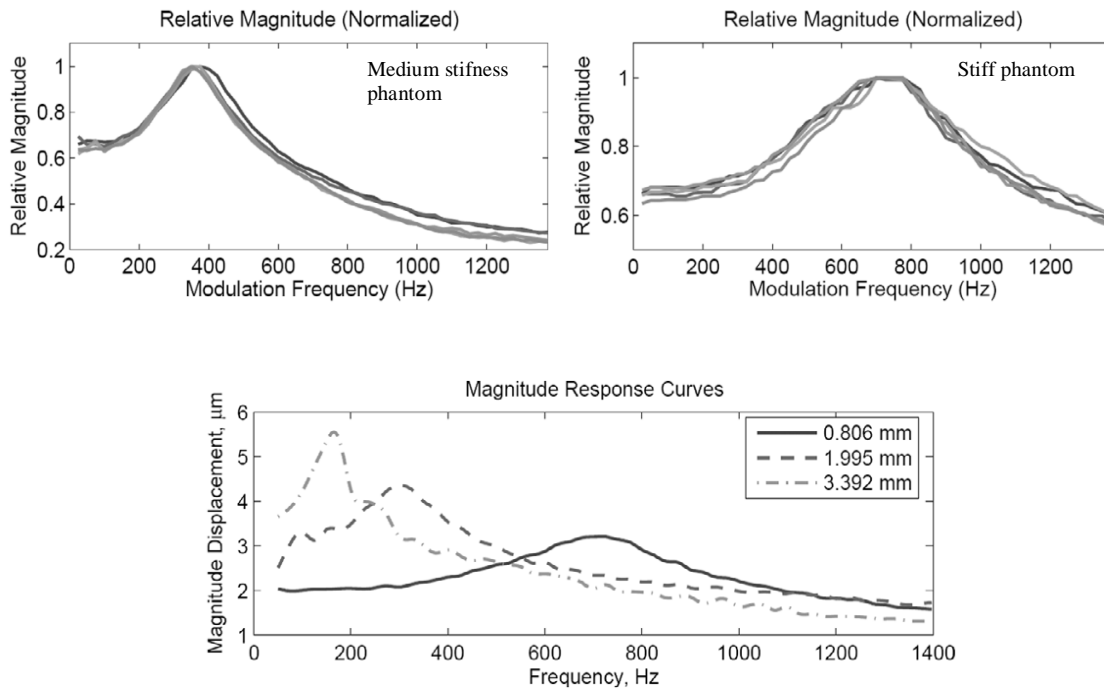 Relative Magnitude (Normalized)
Relative Magnitude
1
0.8
0.6
0.4
0.2
Medium stifness
phantom
0 200 400 600 800 1000 1200
Modulation Frequency (Hz)
Relative Magnitude (Normalized)
Relative Magnitude
1
0.8
0.6
Stiff phantom
0 200 400 600 800 1000 1200
Modulation Frequency (Hz)
Magnitude Response Curves
Magnitude Displacement, μm
6
5
4
3
2
1
0.806 mm
1.995 mm
3.392 mm
0 200 400 600 800 1000 1200 1400
Frequency, Hz